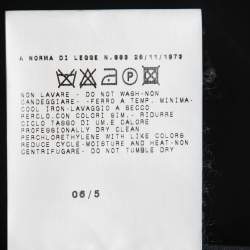 A NORMA DI LEGGE N.883 26/11/1973
P
NON LAVARE - DO NOT WASH-NON
CANDEGGIARE- -FERRO A TEMP. MINIMA-
COOL IRON-LAVAGGIO A SECCO
PERCLO.CON COLORI SIM.- RIDURRE
CICLO TASSO DI UM.E CALORE
PROFESSIONALLY DRY CLEAN
PERCHLORETHYLENE WITH LIKE COLORS
REDUCE CYCLE-MOISTURE AND HEAT-NON
CENTRIFUGARE- DO NOT TUMBLE DRY
06/5